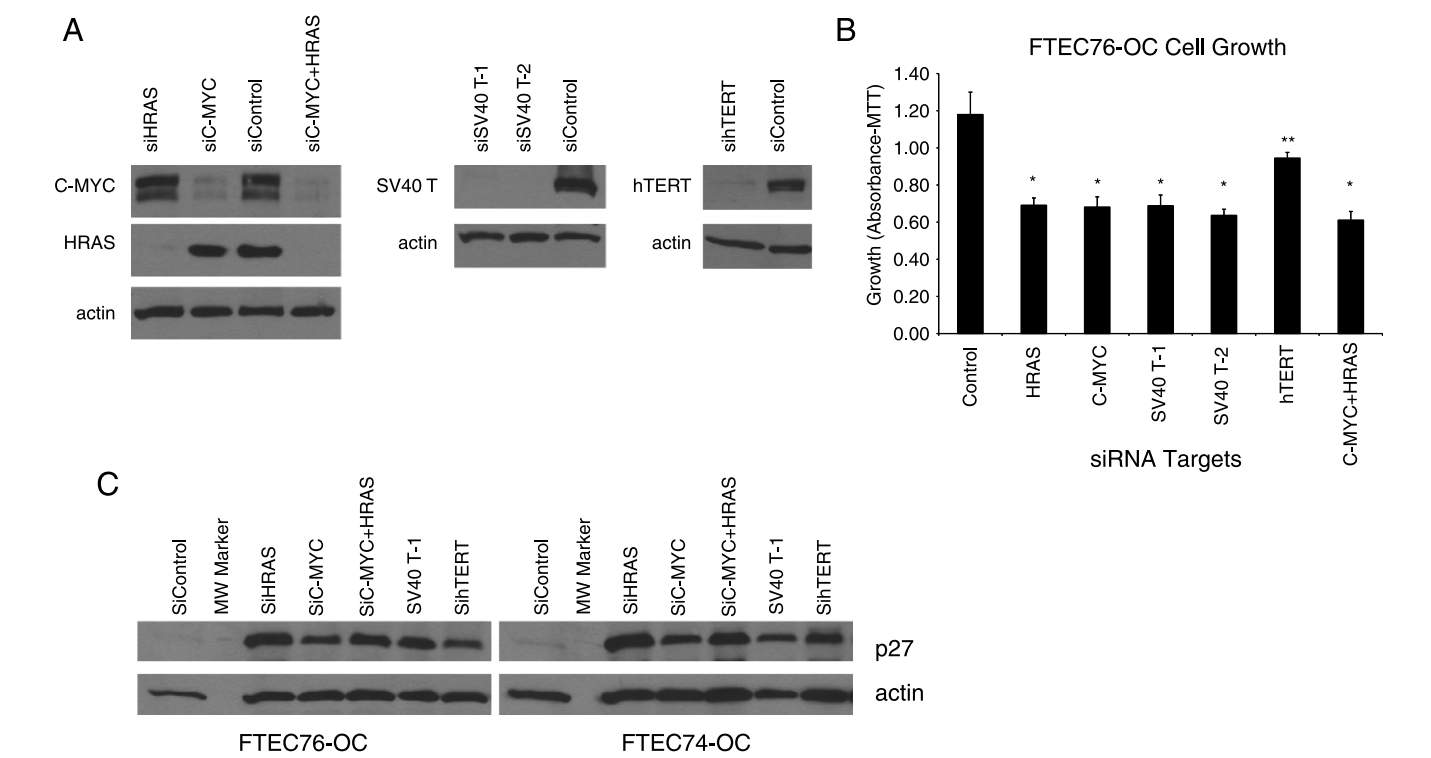 A
siHRAS
siC-MYC
siControl
siC-MYC+HRAS
C-MYC
HRAS
actin
siSV40 T-1
siSV40 T-2
siControl
SV40 T
actin
sihTERT
siControl
hTERT
actin
B
FTEC76-OC Cell Growth
Growth (Absorbance-MTT)
1.40
1.20
1.00
0.80
0.60
0.40
0.20
0.00
*
*
*
*
**
*
Control
HRAS
C-MYC
SV40 T-1
SV40 T-2
hTERT
C-MYC+HRAS
siRNA Targets
C
SiControl
MW Marker
SiHRAS
SiC-MYC
SiC-MYC+HRAS
SV40 T-1
SihTERT
SiControl
MW Marker
SiHRAS
SiC-MYC
SiC-MYC+HRAS
SV40 T-1
SihTERT
p27
actin
FTEC76-OC
FTEC74-OC